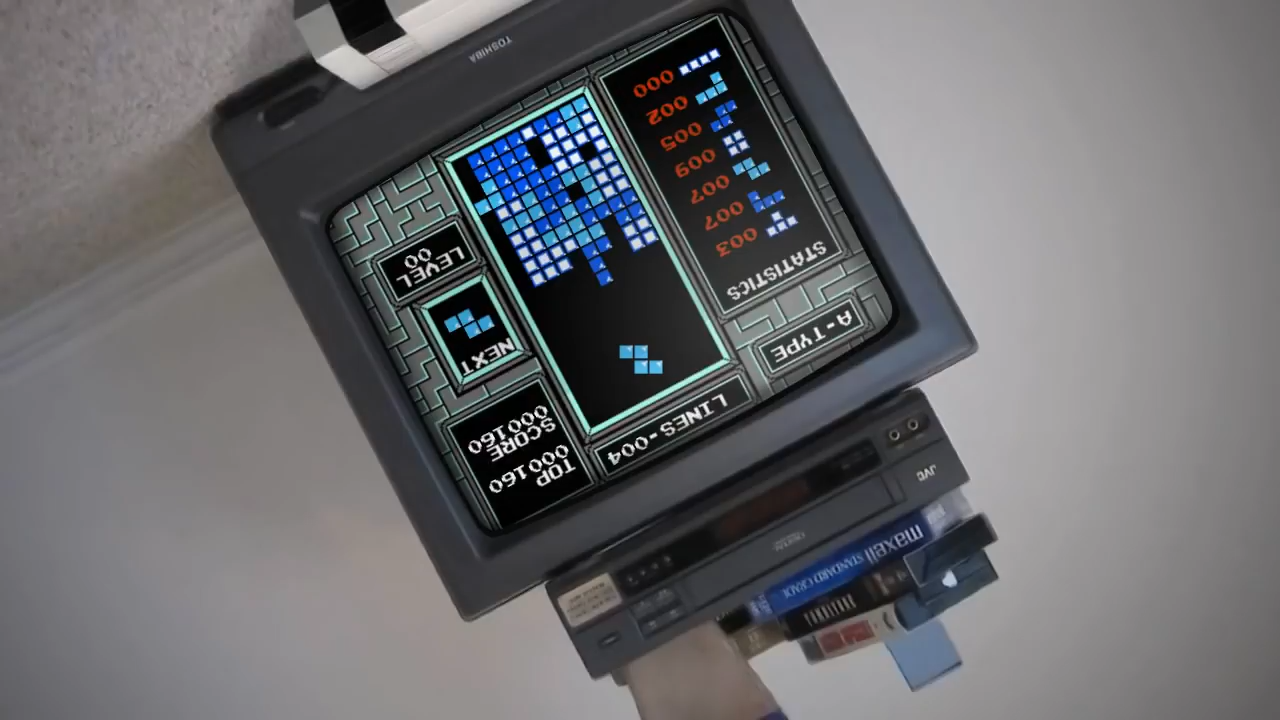 maxell STANDARD GRADE
JVC
A-TYPE
LINES-004
TOP
000160
SCORE
000160
STATISTICS
003
007
007
009
005
002
000
NEXT
LEVEL
00
TOSHIBA